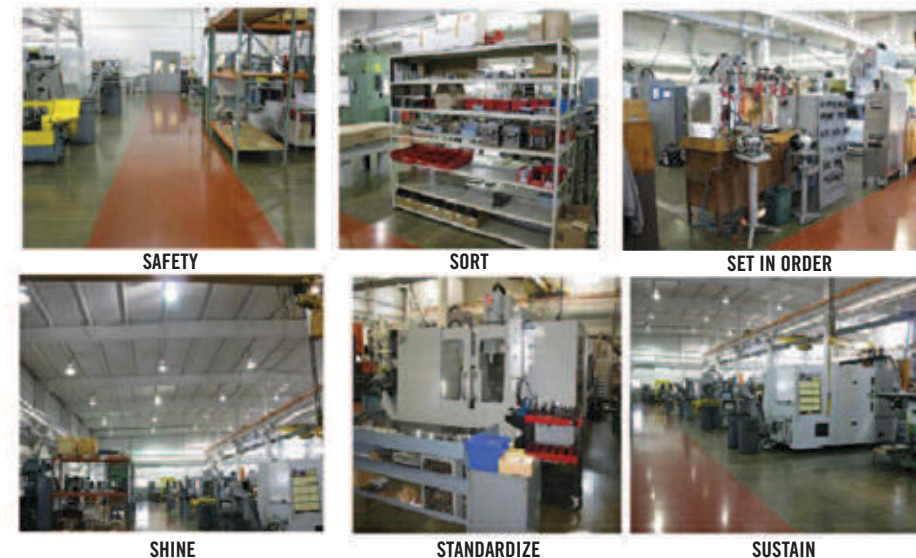 SAFETY
SORT
SET IN ORDER
SHINE
STANDARDIZE
SUSTAIN